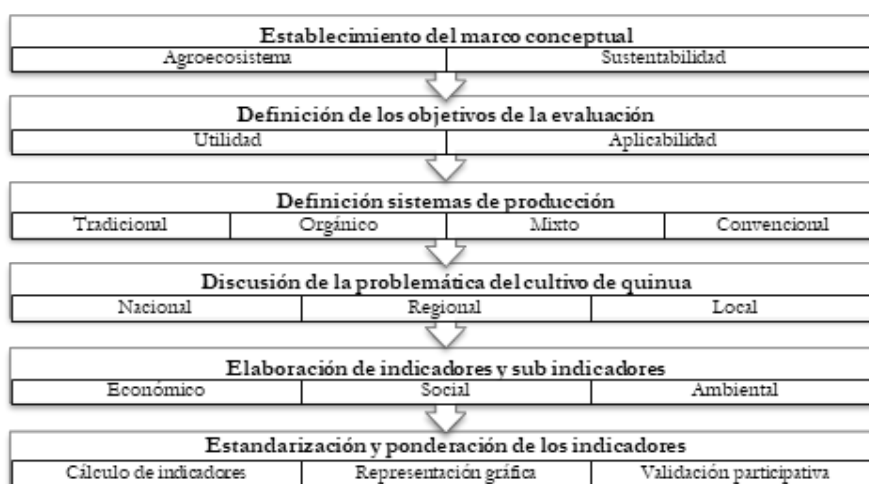 Establecimiento del marco conceptual
Agroecosistema Sustentabilidad
Definición de los objetivos de la evaluación
Utilidad Aplicabilidad
Definición sistemas de producción
Tradicional Orgánico Mixto Convencional
Discusión de la problemática del cultivo de quinua
Nacional Regional Local
Elaboración de indicadores y sub indicadores
Económico Social Ambiental
Estandarización y ponderación de los indicadores
Cálculo de indicadores Representación gráfica Validación participativa